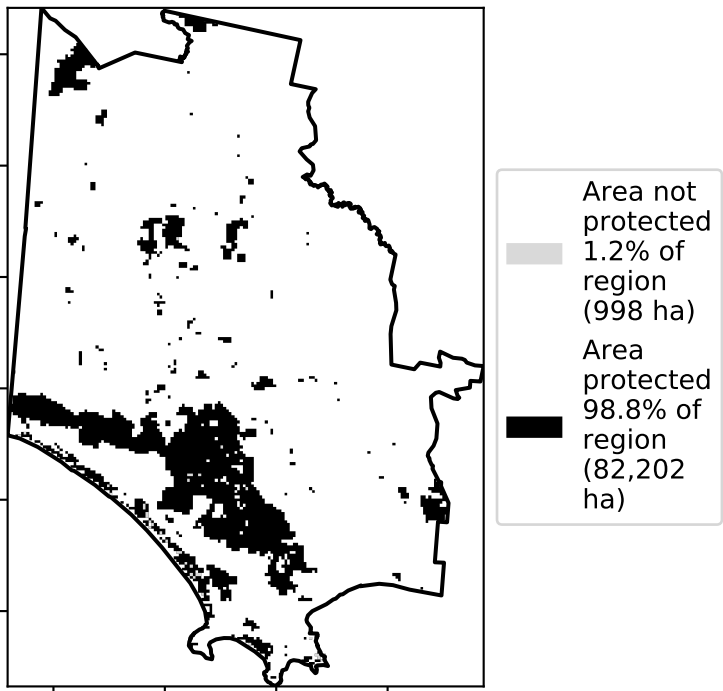 Area not
protected
1.2% of
region
(998 ha)
Area
protected
98.8% of
region
(82,202
ha)